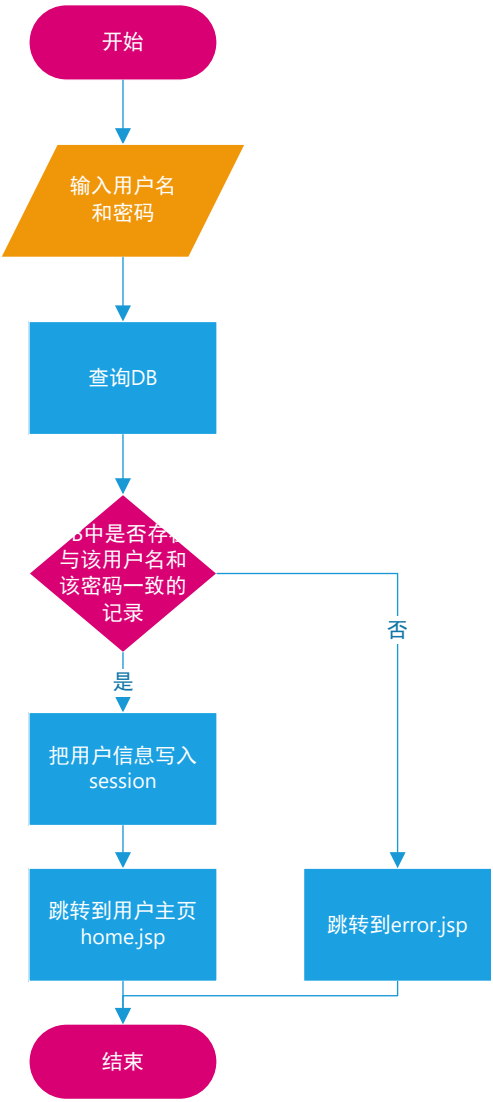 开始
输入用户名
和密码
查询DB
B中是否存在
与该用户名和
该密码一致的
记录
否
是
把用户信息写入
session
跳转到用户主页
home.jsp
跳转到error.jsp
结束